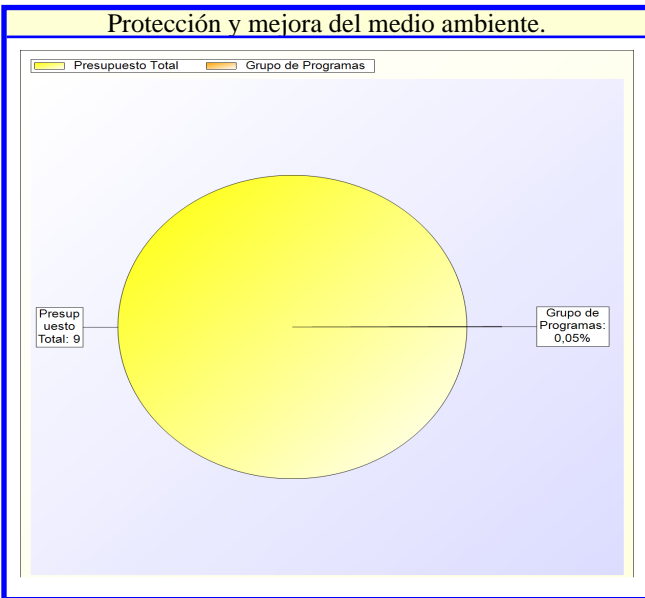 Protección y mejora del medio ambiente.
Presupuesto Total
Grupo de Programas
Presup
uesto
Total: 9
Grupo de
Programas:
0,05%